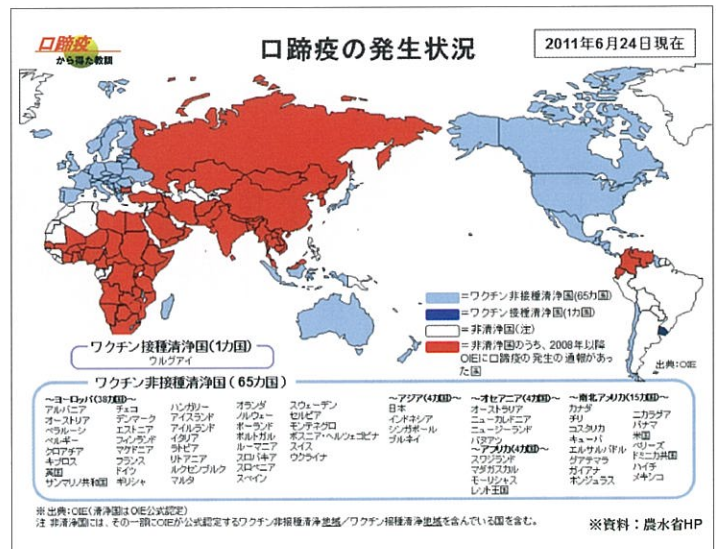 口蹄疫
から得た教訓
口蹄疫の発生状況
2011年6月24日現在
=ワクチン非接種清浄国(65カ国)
=ワクチン接種清浄国(1カ国)
=非清浄国(注)
=非清浄国のうち、2008年以降
OIEに口蹄疫の発生の通報があっ
た国
出典:OIE
ワクチン接種清浄国(1カ国)
ウルグアイ
ワクチン非接種清浄国(65カ国)
~ヨーロッパ(38カ国)~
アルバニア
オーストリア
ベラルーシ
ベルギー
クロアチア
キプロス
英国
サンマリノ共和国
チェコ
デンマーク
エストニア
フィンランド
マケドニア
フランス
ドイツ
ギリシャ
ハンガリー
アイスランド
アイルランド
イタリア
ラトビア
リトアニア
ルクセンブルク
マルタ
オランダ
ノルウェー
ポーランド
ポルトガル
ルーマニア
スロバキア
スロベニア
スペイン
スウェーデン
セルビア
モンテネグロ
ボスニア・ヘルツェゴビナ
スイス
ウクライナ
~アジア(4カ国)~
日本
インドネシア
シンガポール
ブルネイ
~オセアニア(4カ国)~
オーストラリア
ニューカレドニア
ニュージーランド
バヌアツ
~アフリカ(4カ国)~
スワジランド
マダガスカル
モーリシャス
レソト王国
~南北アメリカ(15カ国)~
カナダ
チリ
コスタリカ
キューバ
エルサルバドル
グアテマラ
ガイアナ
ホンジュラス
ニカラグア
パナマ
米国
ベリーズ
ドミニカ共国
ハイチ
メキシコ
※出典:OIE(清浄国はOIE公式認定)
注 非清浄国には、その一部にOIEが公式認定するワクチン非接種清浄地域/ワクチン接種清浄地域を含んでいる国を含む。
※資料:農水省HP